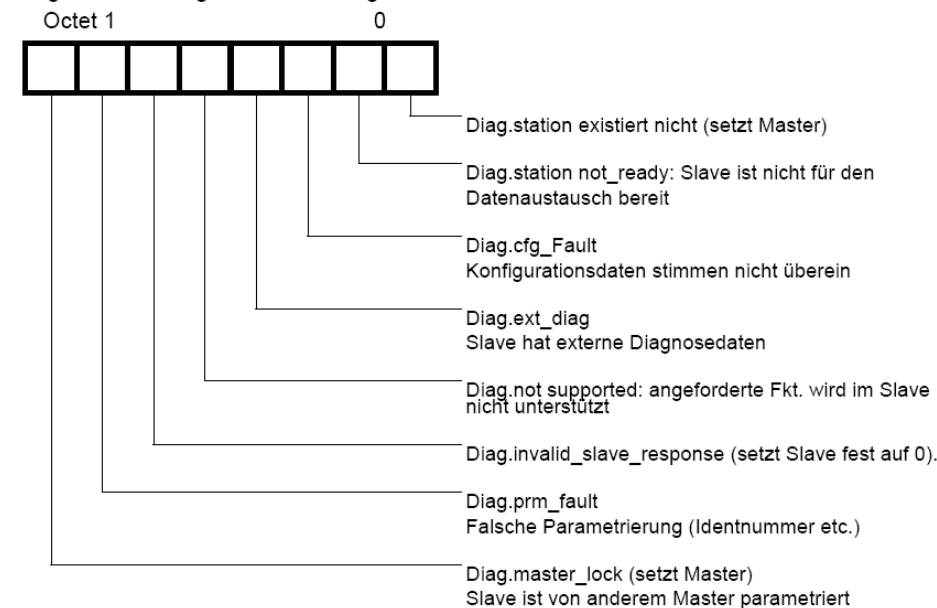 Octet 1 0
Diag.station existiert nicht (setzt Master)
Diag.station not_ready: Slave ist nicht für den
Datenaustausch bereit
Diag.cfg_Fault
Konfigurationsdaten stimmen nicht überein
Diag.ext_diag
Slave hat externe Diagnosedaten
Diag.not supported: angeforderte Fkt. wird im Slave
nicht unterstützt
Diag.invalid_slave_response (setzt Slave fest auf 0).
Diag.prm_fault
Falsche Parametrierung (Identnummer etc.)
Diag.master_lock (setzt Master)
Slave ist von anderem Master parametriert